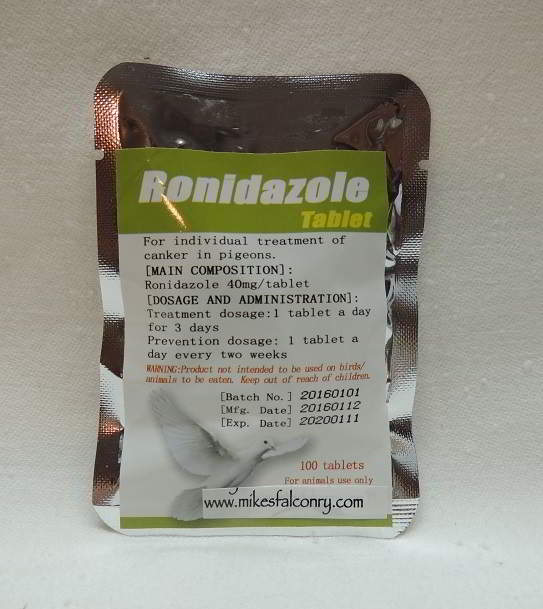 Ronidazole
Tablet
For individual treatment of
canker in pigeons.
[MAIN COMPOSITION]:
Ronidazole 40mg/tablet
[DOSAGE AND ADMINISTRATION]:
Treatment dosage:1 tablet a day
for 3 days
Prevention dosage: 1 tablet a
day every two weeks
WARNING:Product not intended to be used on birds/
animals to be eaten. Keep out of reach of children.
[Batch No.] 20160101
[Mfg. Date] 20160112
[Exp. Date] 20200111
100 tablets
For animals use only
www.mikesfalconry.com